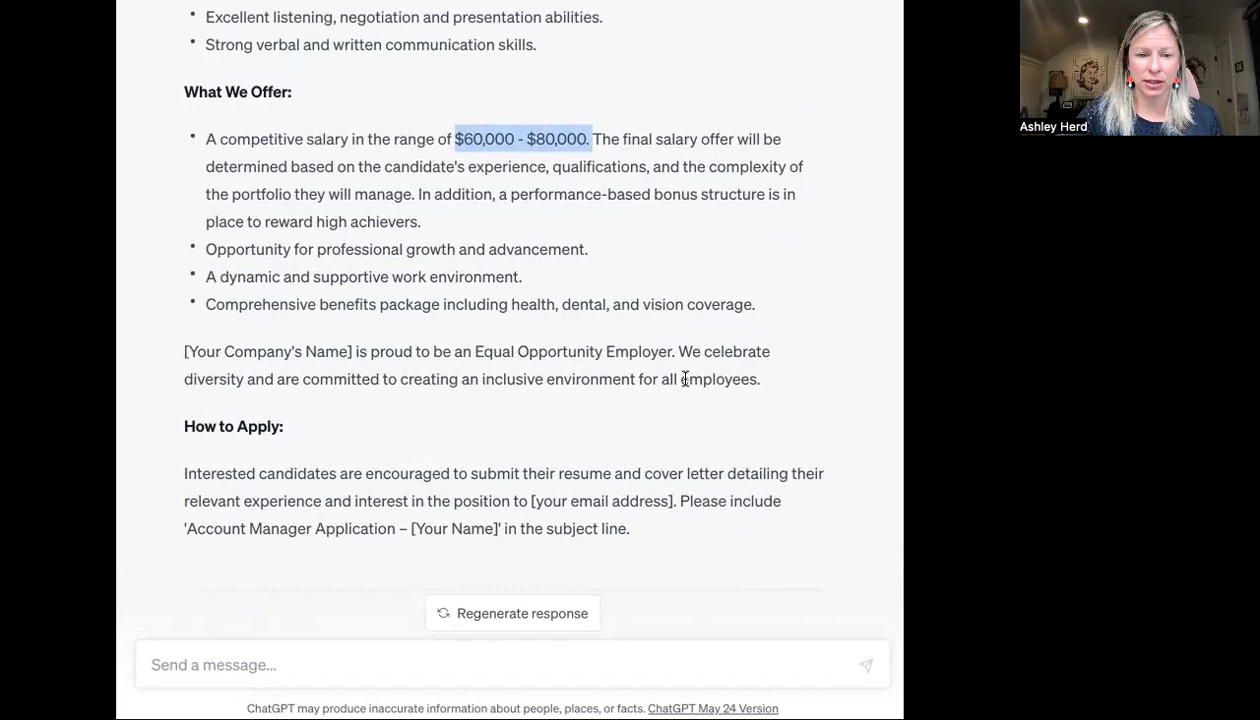 Excellent listening, negotiation and presentation abilities.
Strong verbal and written communication skills.
What We Offer:
A competitive salary in the range of $60,000 - $80,000. The final salary offer will be
determined based on the candidate's experience, qualifications, and the complexity of
the portfolio they will manage. In addition, a performance-based bonus structure is in
place to reward high achievers.
Opportunity for professional growth and advancement.
A dynamic and supportive work environment.
Comprehensive benefits package including health, dental, and vision coverage.
[Your Company's Name] is proud to be an Equal Opportunity Employer. We celebrate
diversity and are committed to creating an inclusive environment for all employees.
How to Apply:
Interested candidates are encouraged to submit their resume and cover letter detailing their
relevant experience and interest in the position to [your email address]. Please include
'Account Manager Application – [Your Name]' in the subject line.
Regenerate response
Send a message...
ChatGPT may produce inaccurate information about people, places, or facts. ChatGPT May 24 Version
Ashley Herd